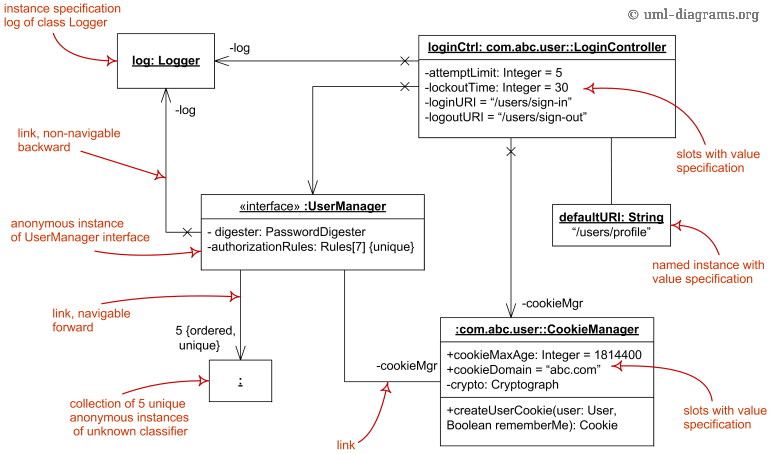 instance specification
log of class Logger
© uml-diagrams.org
log: Logger
-log
loginCtrl: com.abc.user::LoginController
-attemptLimit: Integer = 5
-lockoutTime: Integer = 30
-loginURI = “/users/sign-in”
-logoutURI = “/users/sign-out”
-log
link, non-navigable
backward
slots with value
specification
«interface» :UserManager
- digester: PasswordDigester
-authorizationRules: Rules[7] {unique}
anonymous instance
of UserManager interface
defaultURI: String
“/users/profile”
named instance with
value specification
link, navigable
forward
5 {ordered,
unique}
-cookieMgr
:com.abc.user::CookieManager
+cookieMaxAge: Integer = 1814400
+cookieDomain = “abc.com”
-crypto: Cryptograph
+createUserCookie(user: User,
Boolean rememberMe): Cookie
-cookieMgr
:
collection of 5 unique
anonymous instances
of unknown classifier
link
slots with value
specification